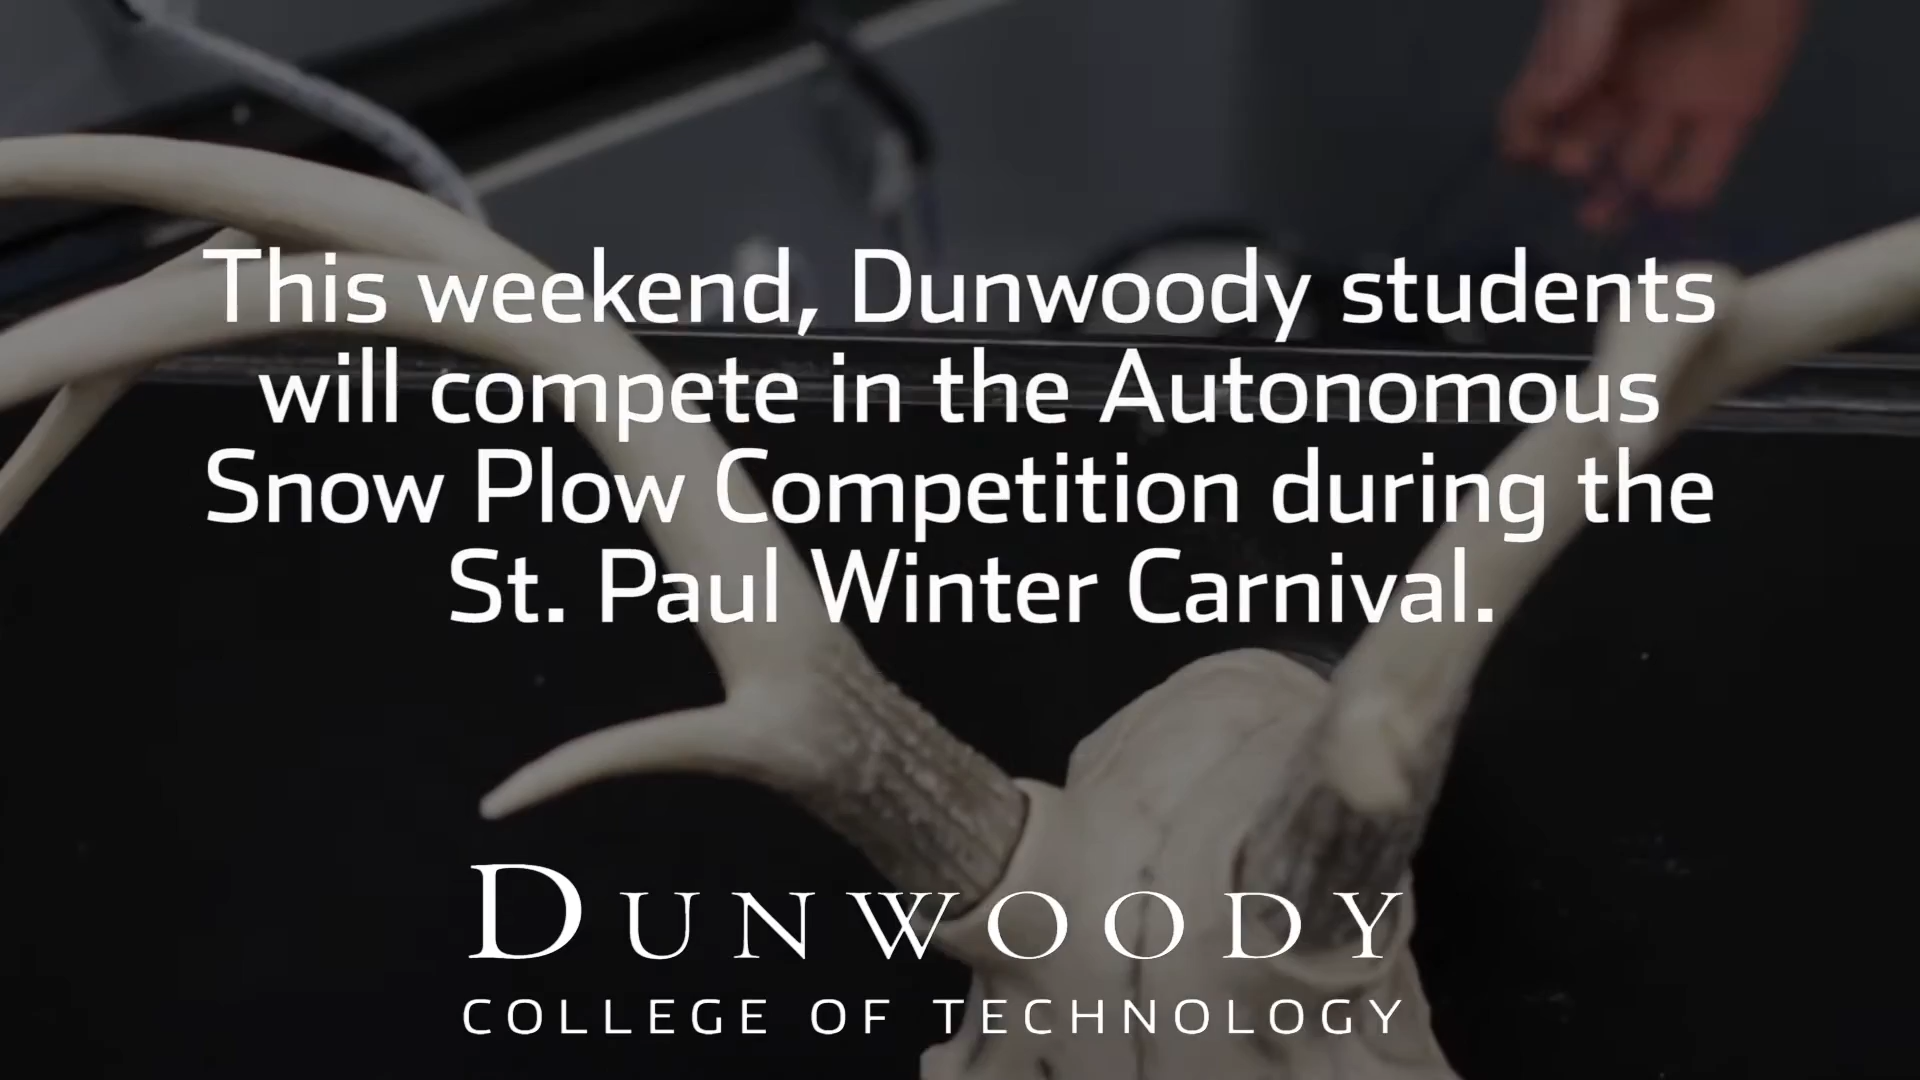 This weekend, Dunwoody students
will compete in the Autonomous
Snow Plow Competition during the
St. Paul Winter Carnival.
DUNWOODY
COLLEGE OF TECHNOLOGY